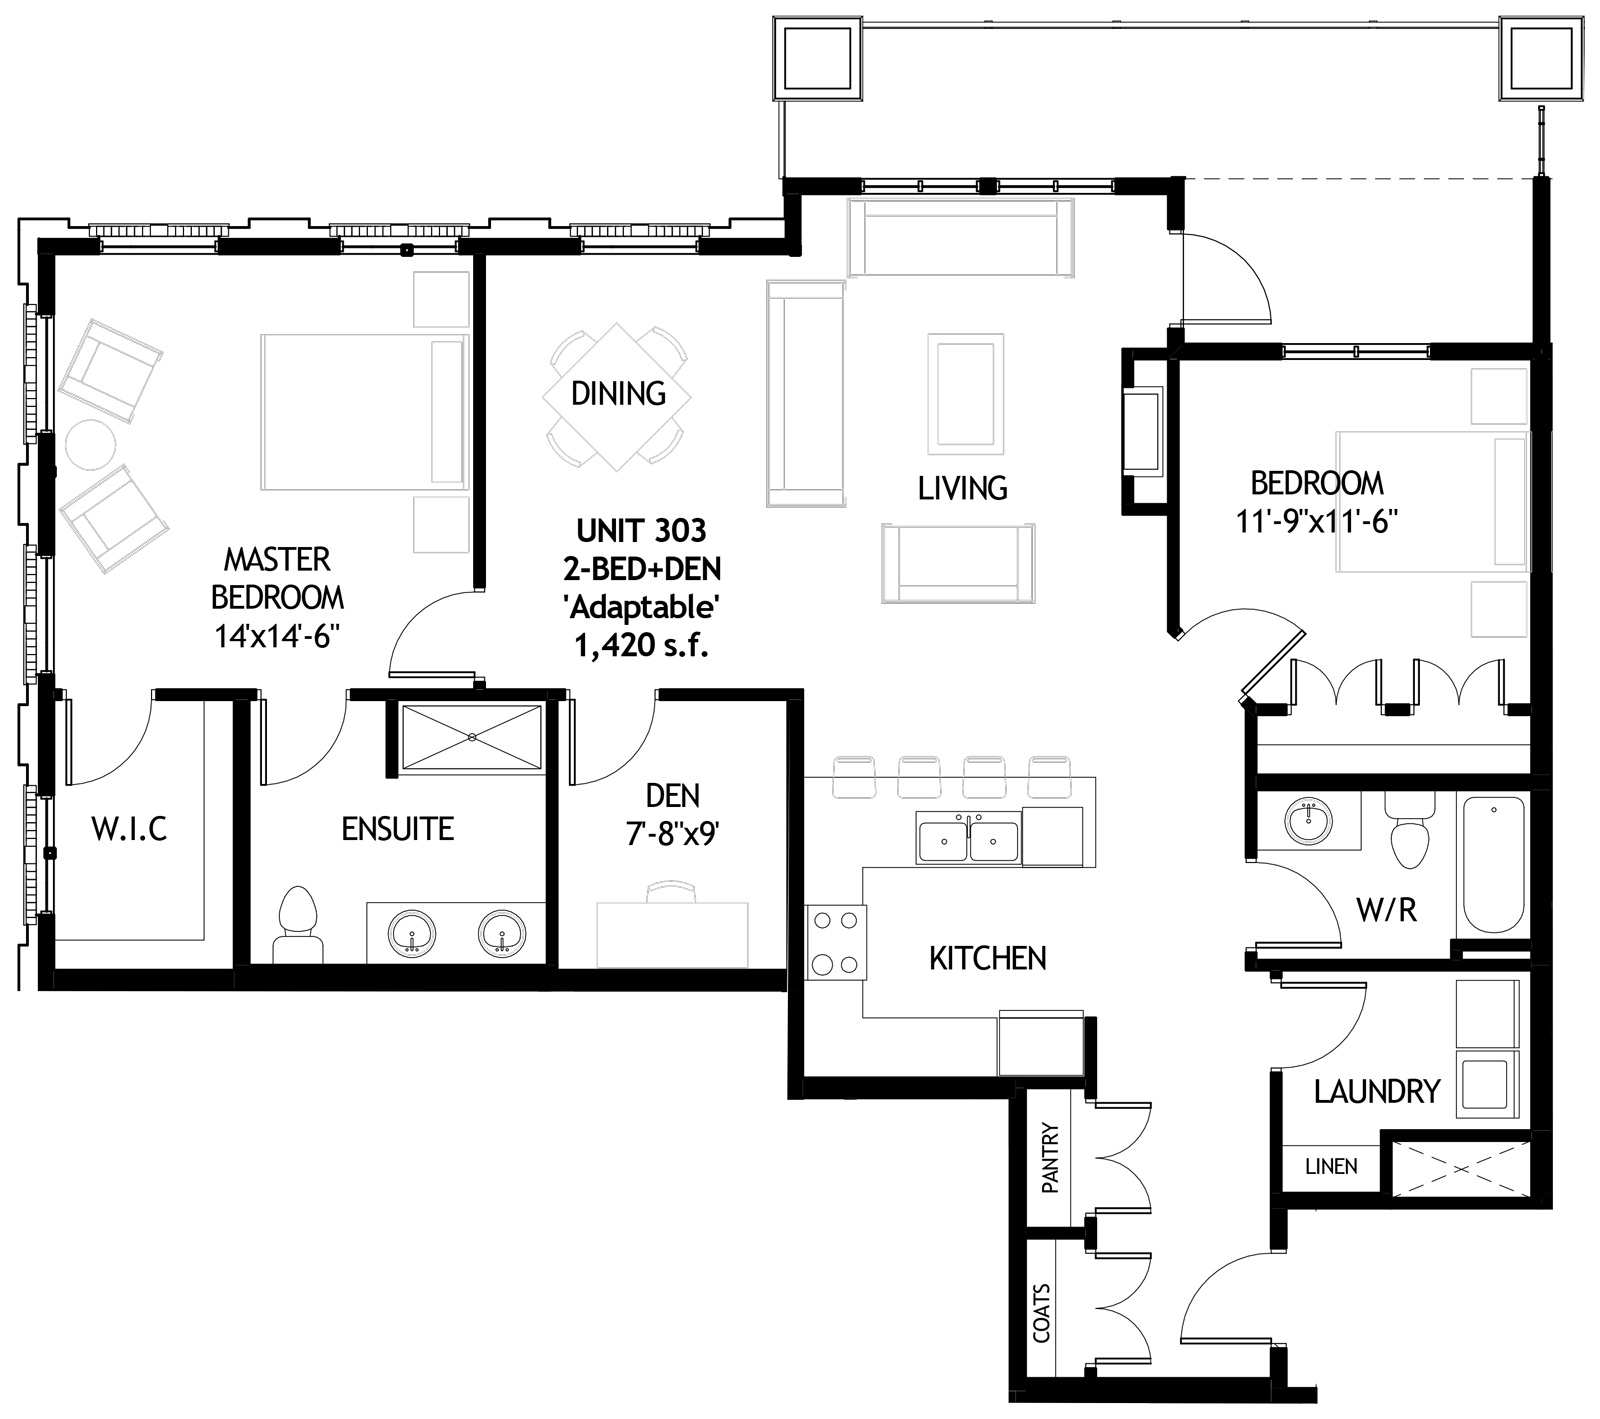 DINING
LIVING
BEDROOM
11'-9"x11'-6"
UNIT 303
2-BED+DEN
'Adaptable'
1,420 s.f.
MASTER
BEDROOM
14'x14'-6"
W.I.C
ENSUITE
DEN
7'-8"x9'
KITCHEN
W/R
LAUNDRY
LINEN
PANTRY
COATS